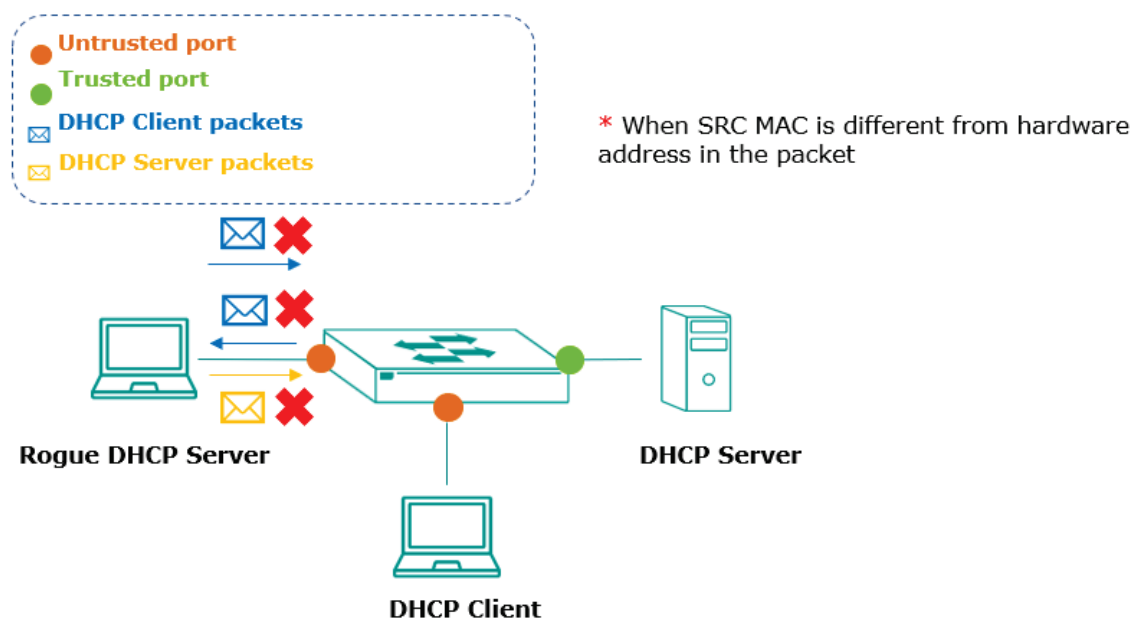 Untrusted port
Trusted port
DHCP Client packets
DHCP Server packets
* When SRC MAC is different from hardware
address in the packet
Rogue DHCP Server
DHCP Server
DHCP Client